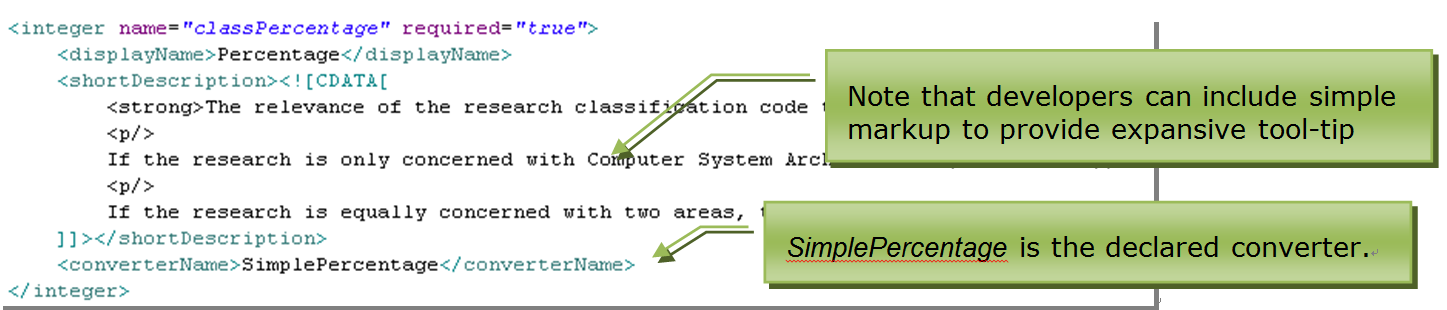 <integer name="classPercentage" required="true">
<displayName>Percentage</displayName>
<shortDescription><![CDATA[
<strong>The relevance of the research classification code
<p/>
If the research is only concerned with Computer System
<p/>
If the research is equally concerned with two areas,
]]></shortDescription>
<converterName>SimplePercentage</converterName>
</integer>
Note that developers can include simple
markup to provide expansive tool-tip
SimplePercentage is the declared converter.